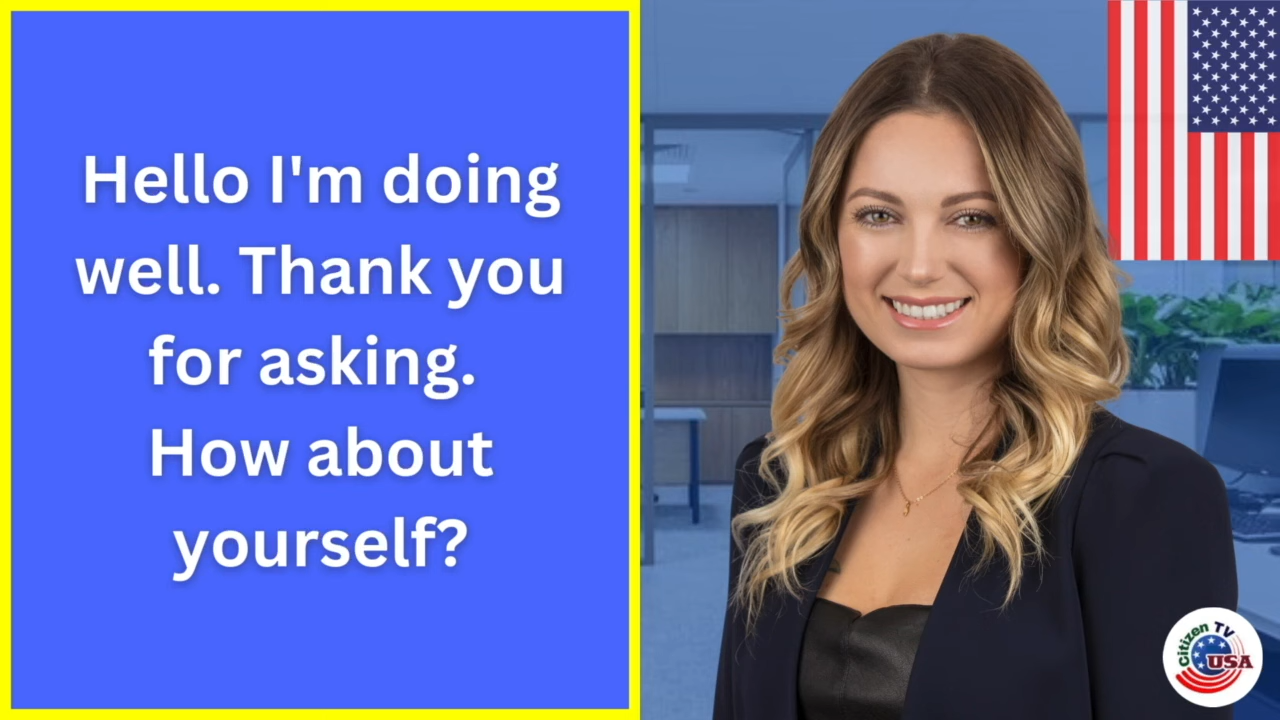 Hello I'm doing
well. Thank you
for asking.
How about
yourself?
Citizen TV
USA